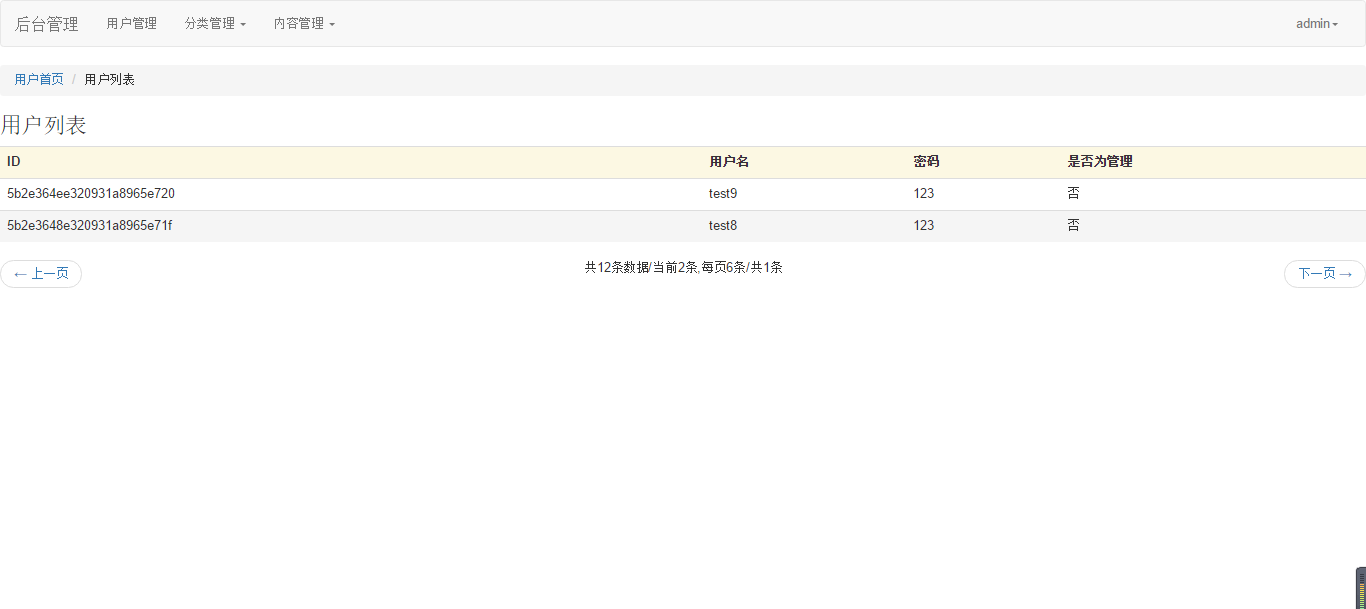 后台管理 用户管理 分类管理 内容管理 admin
用户首页 / 用户列表
用户列表
ID 用户名 密码 是否为管理
5b2e364ee320931a8965e720 test9 123 否
5b2e3648e320931a8965e71f test8 123 否
← 上一页 共12条数据/当前2条,每页6条/共1条 下一页 →